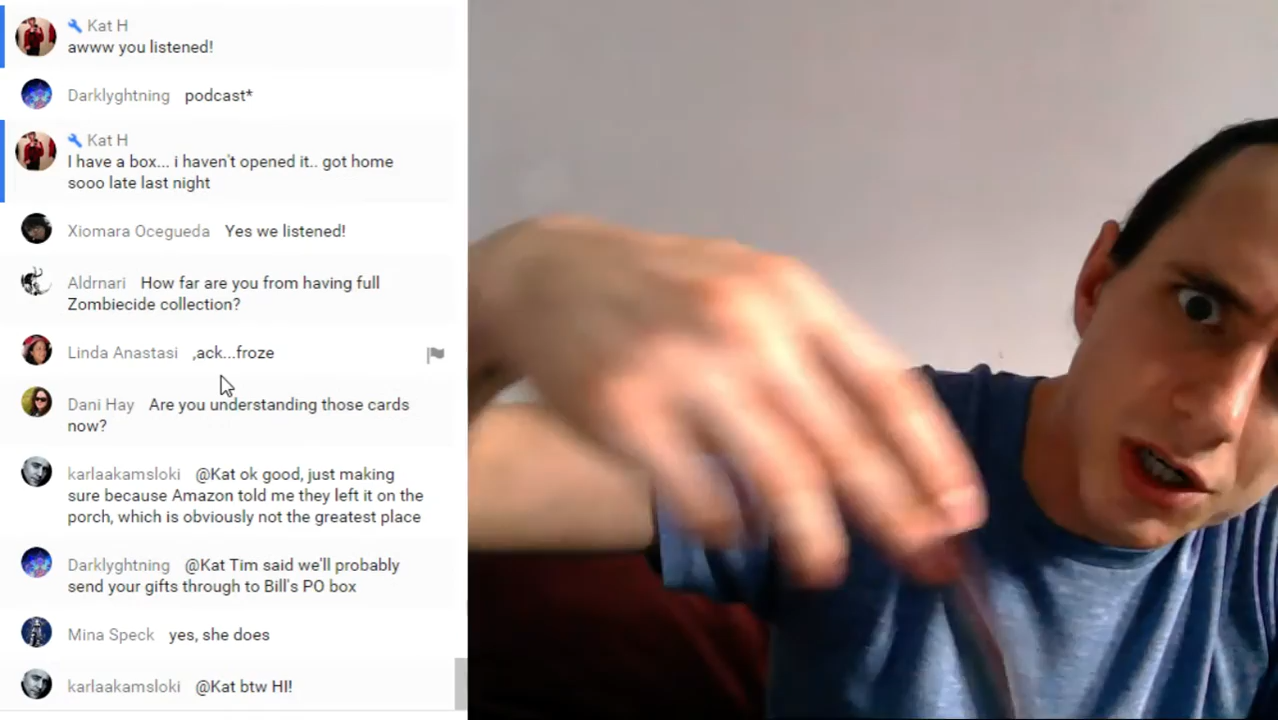 Kat H
awww you listened!
Darklyghtning podcast*
Kat H
I have a box... i haven't opened it.. got home
sooo late last night
Xiomara Ocegueda Yes we listened!
Aldrnari How far are you from having full
Zombiecide collection?
Linda Anastasi ,ack...froze
Dani Hay Are you understanding those cards
now?
karlaakamsloki @Kat ok good, just making
sure because Amazon told me they left it on the
porch, which is obviously not the greatest place
Darklyghtning @Kat Tim said we'll probably
send your gifts through to Bill's PO box
Mina Speck yes, she does
karlaakamsloki @Kat btw HI!